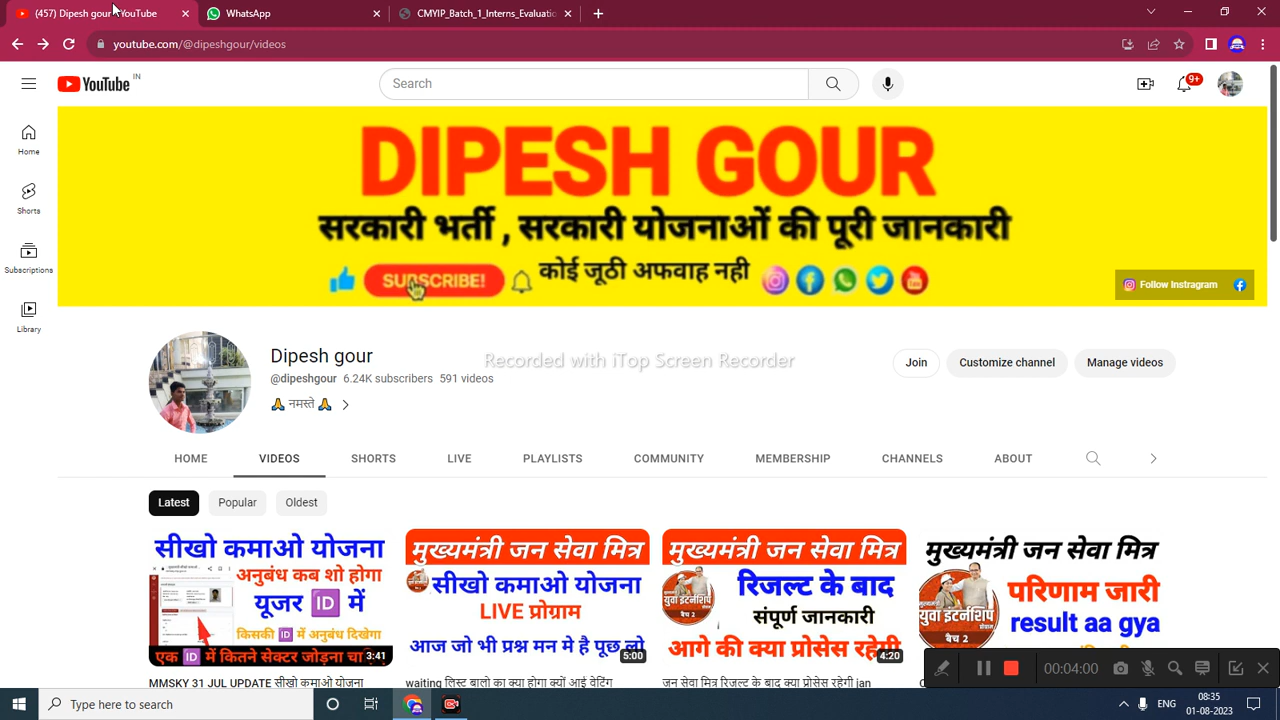 (457) Dipesh gour - YouTube
WhatsApp
CMYIP_Batch_1_Interns_Evaluatio
youtube.com/@dipeshgour/videos
YouTube IN
Search
9+
Home
Shorts
Subscriptions
Library
DIPESH GOUR
सरकारी भर्ती , सरकारी योजनाओं की पूरी जानकारी
SUBSCRIBE!
कोई जूठी अफवाह नही
Follow Instagram
Dipesh gour
@dipeshgour 6.24K subscribers 591 videos
🙏 नमस्ते 🙏
Recorded with iTop Screen Recorder
Join
Customize channel
Manage videos
HOME VIDEOS SHORTS LIVE PLAYLISTS COMMUNITY MEMBERSHIP CHANNELS ABOUT
Latest Popular Oldest
सीखो कमाओ योजना
अनुबंध कब शो होगा
यूजर 🆔 में
किसकी 🆔 में अनुबंध दिखेगा
एक 🆔 में कितने सेक्टर जोड़ना
3:41
MMSKY 31 JUL UPDATE सीखो कमाओ योजना
मुख्यमंत्री जन सेवा मित्र
सीखो कमाओ योजना
LIVE प्रोग्राम
आज जो भी प्रश्न मन मे है पूछ लो
5:00
waiting लिस्ट बालो का क्या होगा क्यों आई वेटिंग
मुख्यमंत्री जन सेवा मित्र
रिजल्ट के बाद
संपूर्ण जानकारी
आगे की क्या प्रोसेस
4:20
जन सेवा मित्र रिजल्ट के बाद क्या प्रोसेस रहेगी jan
मुख्यमंत्री जन सेवा मित्र
परिणाम जारी
result aa gya
बैच 2
00:04:00
Type here to search
ENG
08:35
01-08-2023